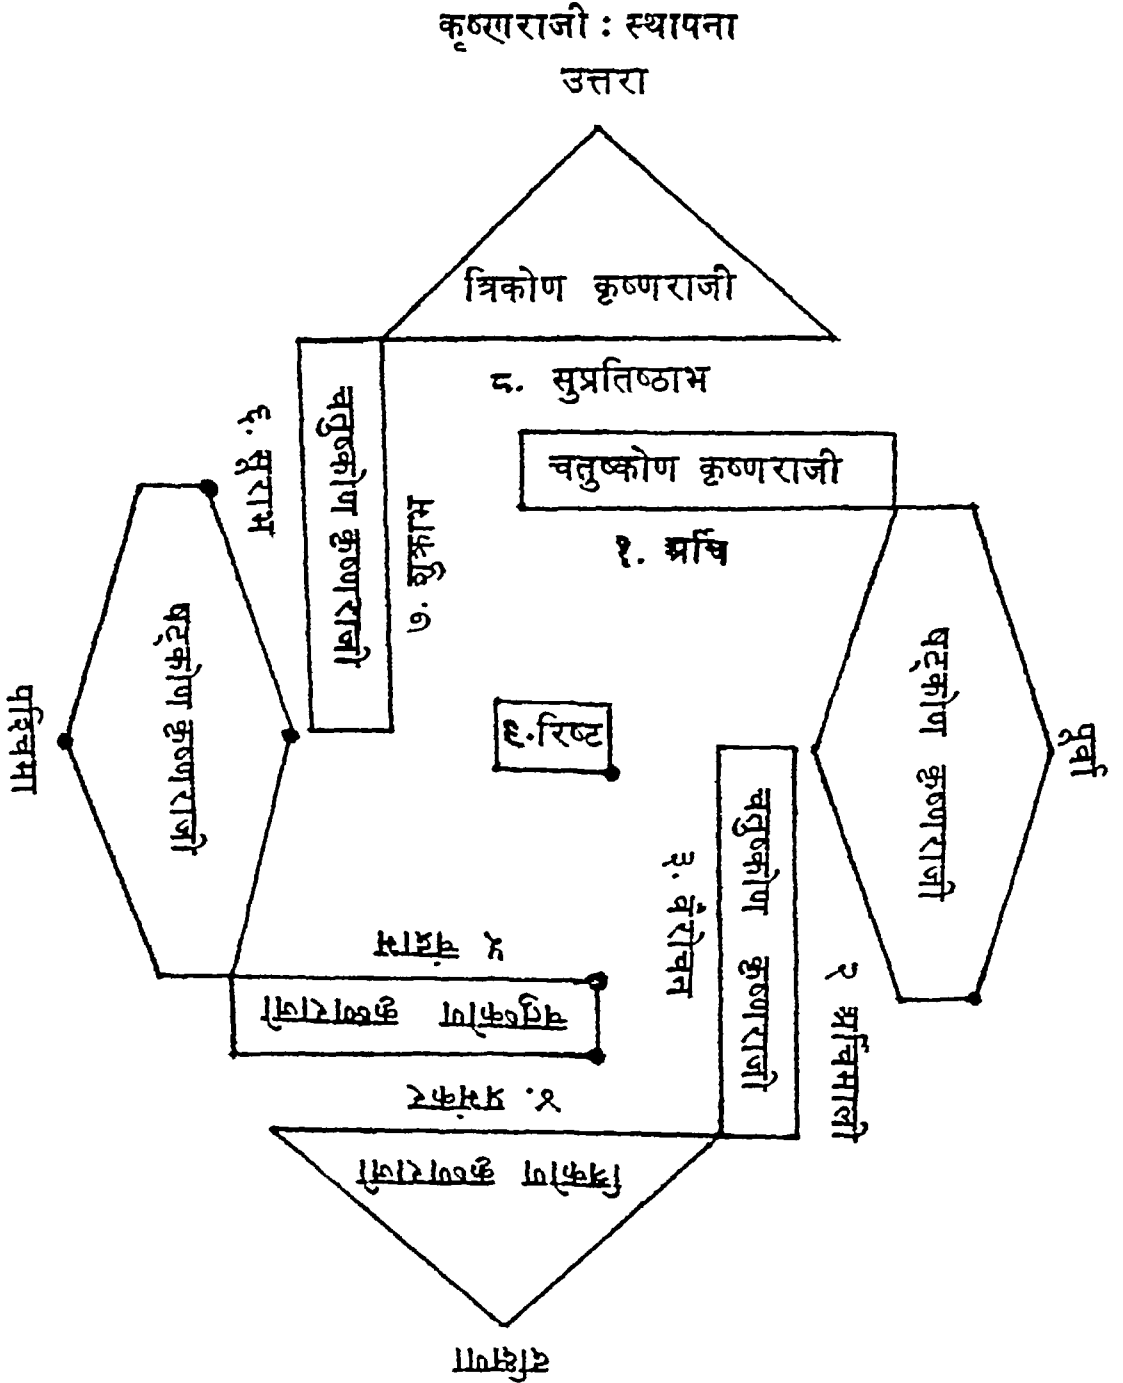 कृष्णराजी : स्थापना
उत्तरा
त्रिकोण कृष्णराजी
८. सुप्रतिष्ठाभ
चतुष्कोण कृष्णराजी
१. अर्चि
चतुष्कोण कृष्णराजी
६. सूराभ
७. शुक्राभ
षट्कोण कृष्णराजी
पश्चिमा
षट्कोण कृष्णराजी
पूर्वा
९. रिष्ट
चतुष्कोण कृष्णराजी
३. वैरोचन
२ अर्चिमाली
५ चंद्राभ
चतुष्कोण कृष्णराजी
४. प्रभंकर
त्रिकोण कृष्णराजी
दक्षिणा